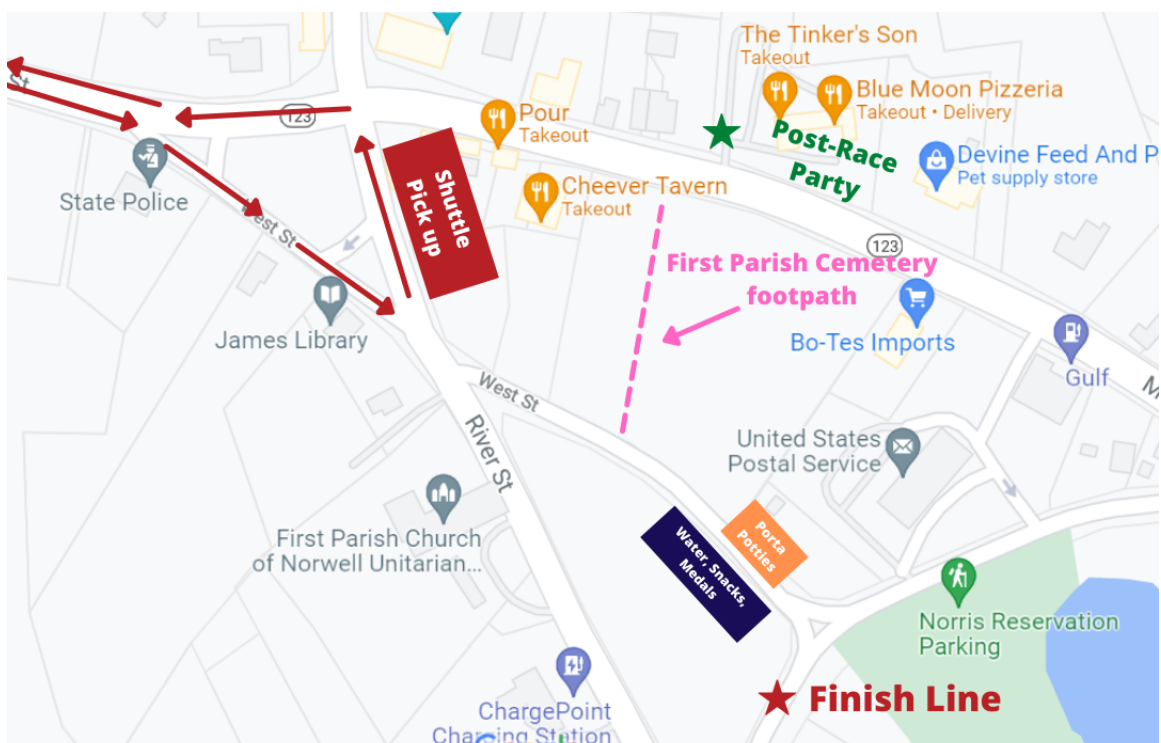 The Tinker's Son
Takeout
Blue Moon Pizzeria
Takeout • Delivery
St
123
Pour
Takeout
Post-Race
Party
Devine Feed And P
Pet supply store
State Police
Shuttle
Pick up
Cheever Tavern
Takeout
West St
123
First Parish Cemetery
footpath
James Library
Bo-Tes Imports
Gulf
M
West St
River St
United States
Postal Service
First Parish Church
of Norwell Unitarian...
Porta
Potties
Water, Snacks,
Medals
Norris Reservation
Parking
Finish Line
ChargePoint
Charging Station